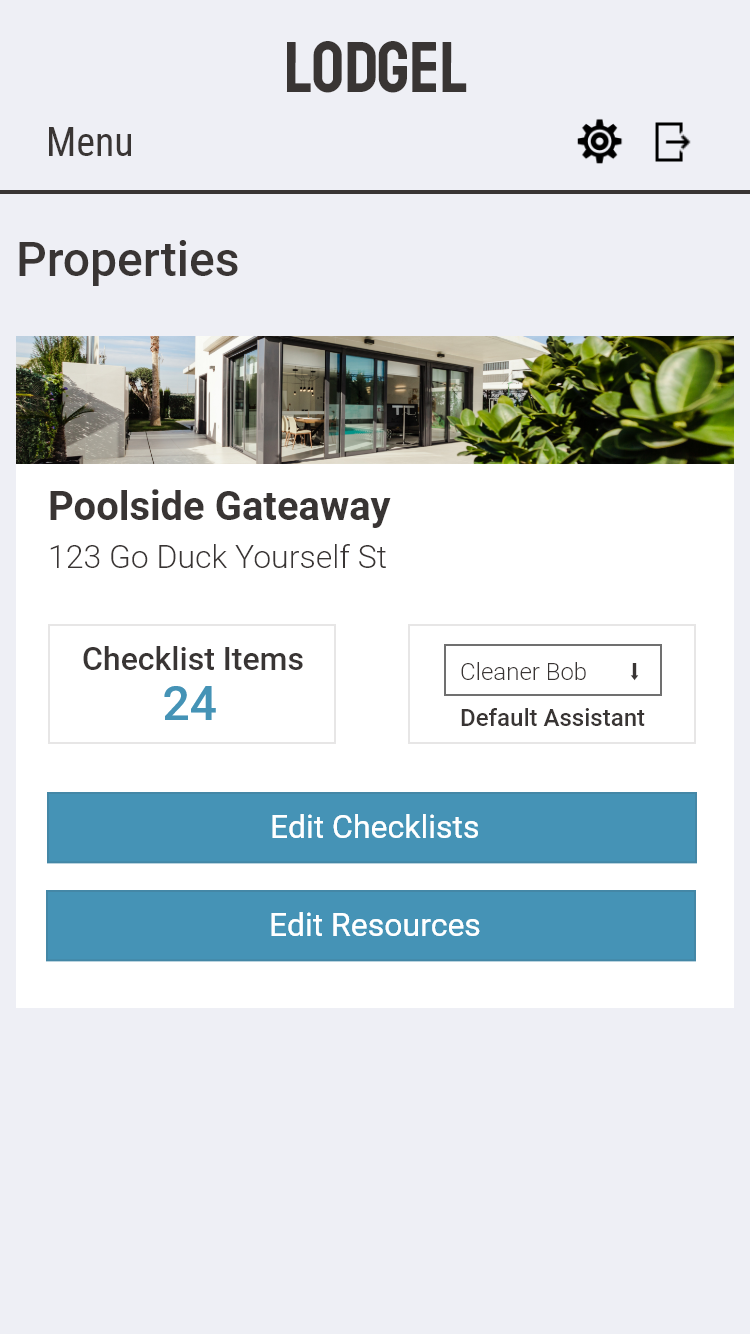 LODGEL
Menu
Properties
Poolside Gateaway
123 Go Duck Yourself St
Checklist Items
24
Cleaner Bob
Default Assistant
Edit Checklists
Edit Resources